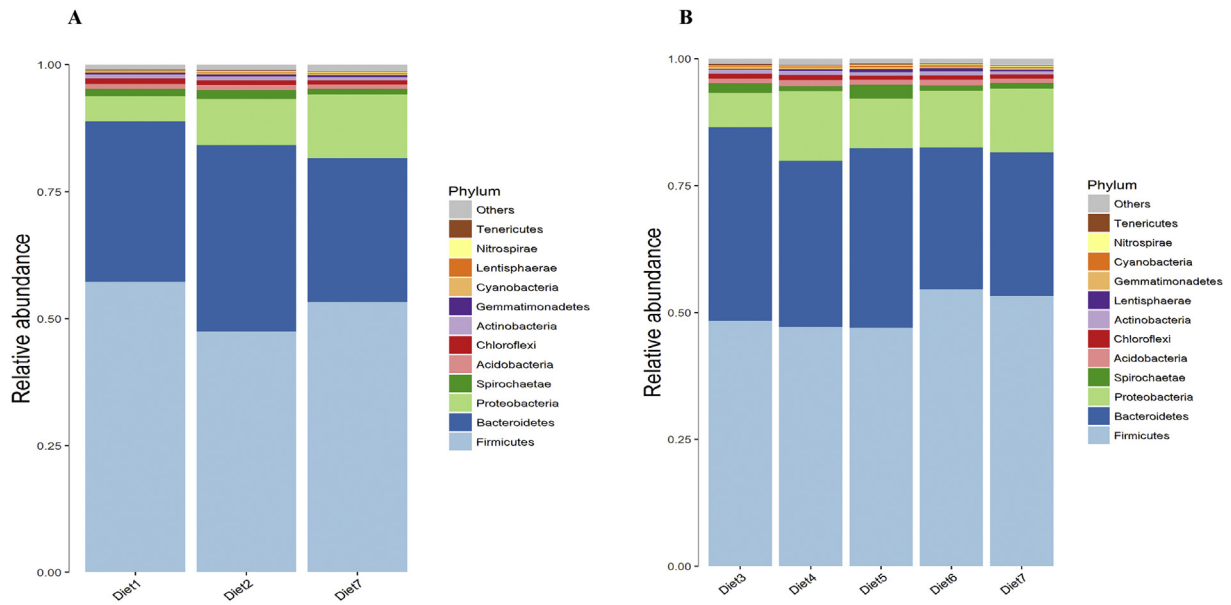 A
Relative abundance
1.00
0.75
0.50
0.25
0.00
Diet1
Diet2
Diet7
Phylum
Others
Tenericutes
Nitrospirae
Lentisphaerae
Cyanobacteria
Gemmatimonadetes
Actinobacteria
Chloroflexi
Acidobacteria
Spirochaetae
Proteobacteria
Bacteroidetes
Firmicutes
B
Relative abundance
1.00
0.75
0.50
0.25
0.00
Diet3
Diet4
Diet5
Diet6
Diet7
Phylum
Others
Tenericutes
Nitrospirae
Cyanobacteria
Gemmatimonadetes
Lentisphaerae
Actinobacteria
Chloroflexi
Acidobacteria
Spirochaetae
Proteobacteria
Bacteroidetes
Firmicutes